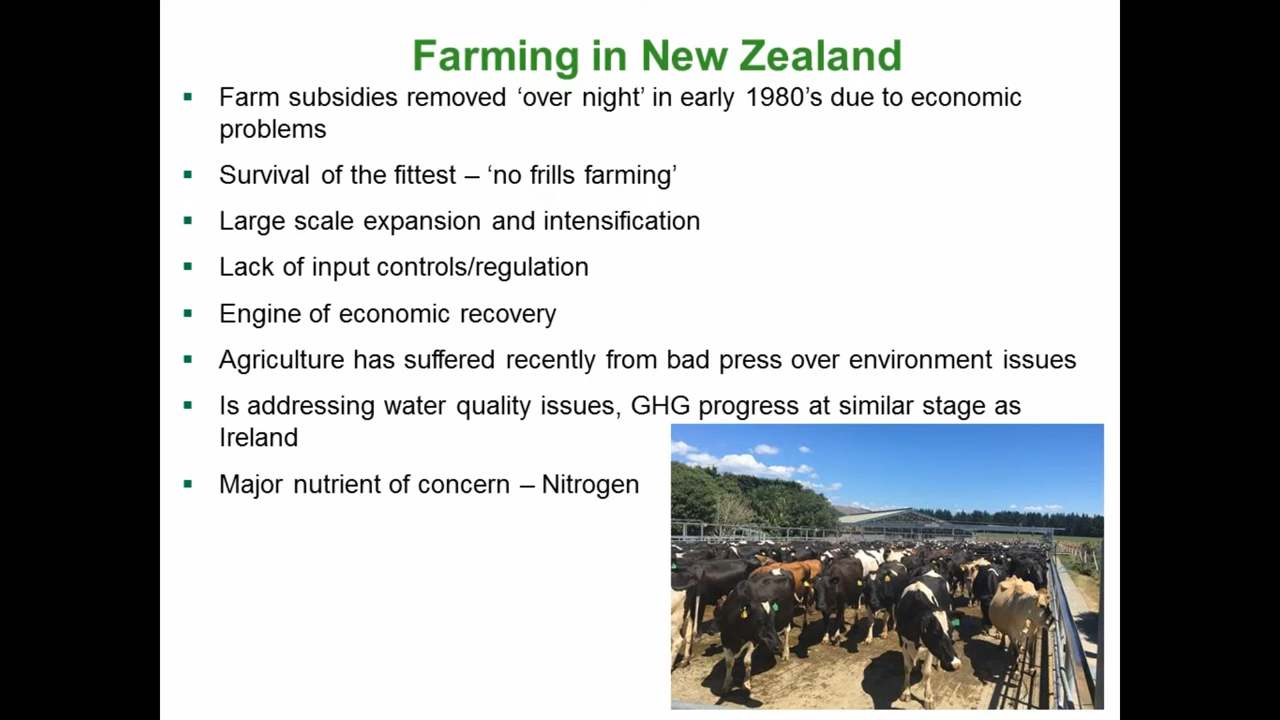 Farming in New Zealand
▪ Farm subsidies removed ‘over night’ in early 1980’s due to economic
problems
▪ Survival of the fittest – ‘no frills farming’
▪ Large scale expansion and intensification
▪ Lack of input controls/regulation
▪ Engine of economic recovery
▪ Agriculture has suffered recently from bad press over environment issues
▪ Is addressing water quality issues, GHG progress at similar stage as
Ireland
▪ Major nutrient of concern – Nitrogen